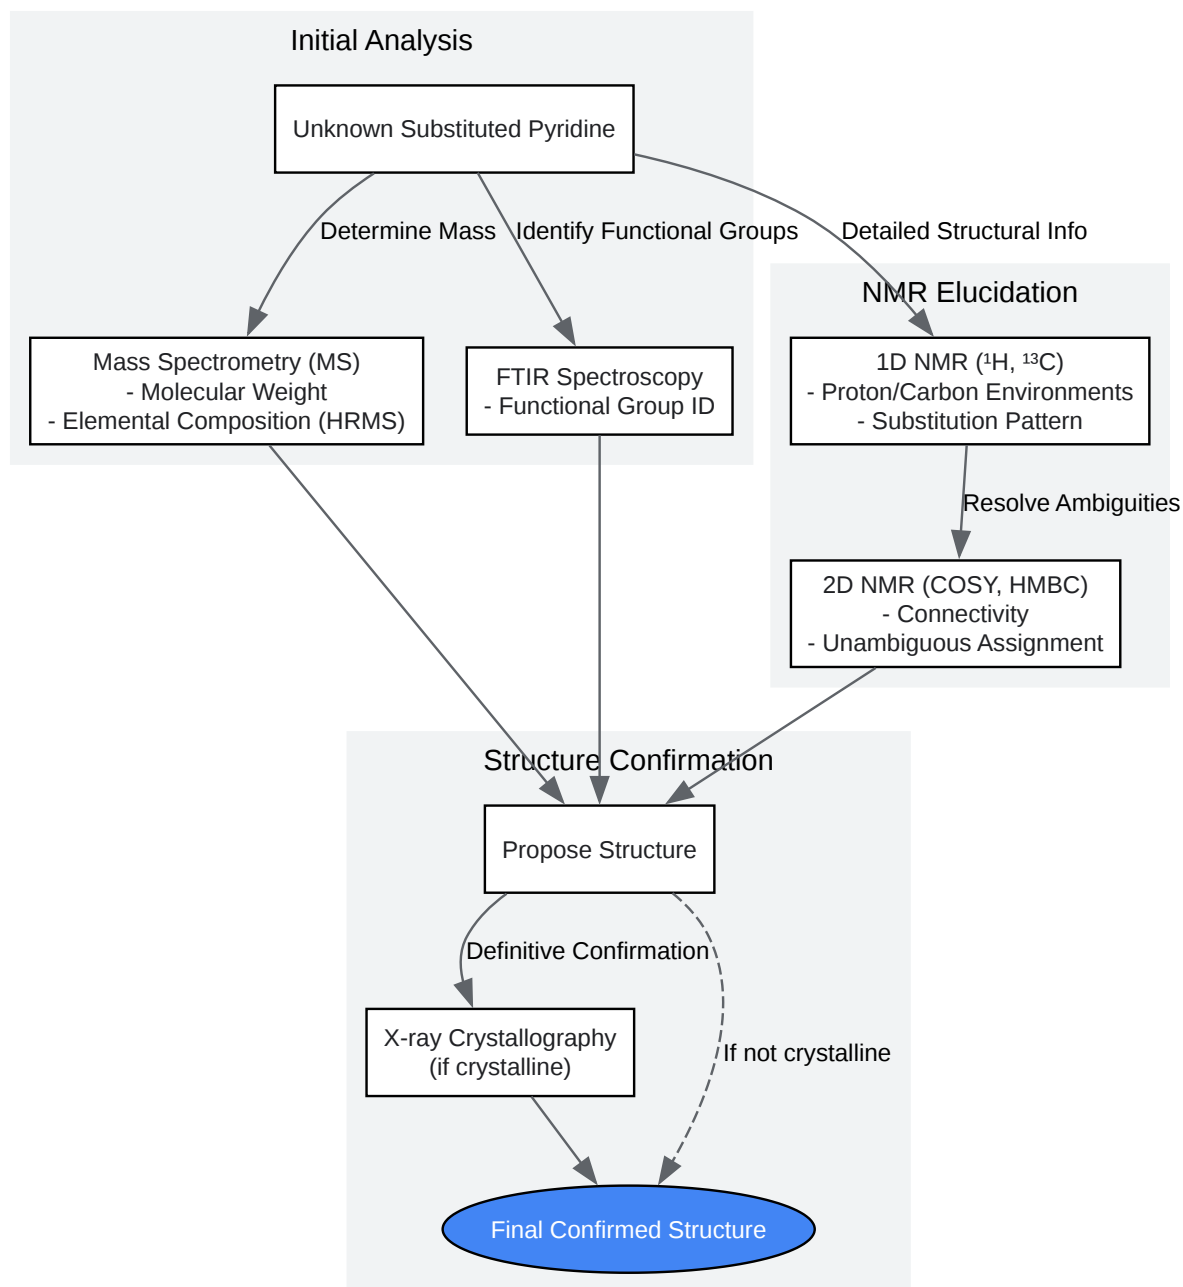 Initial Analysis
Unknown Substituted Pyridine
Determine Mass
Identify Functional Groups
Detailed Structural Info
NMR Elucidation
Mass Spectrometry (MS)
- Molecular Weight
- Elemental Composition (HRMS)
FTIR Spectroscopy
- Functional Group ID
1D NMR (¹H, ¹³C)
- Proton/Carbon Environments
- Substitution Pattern
Resolve Ambiguities
2D NMR (COSY, HMBC)
- Connectivity
- Unambiguous Assignment
Structure Confirmation
Propose Structure
Definitive Confirmation
X-ray Crystallography
(if crystalline)
If not crystalline
Final Confirmed Structure